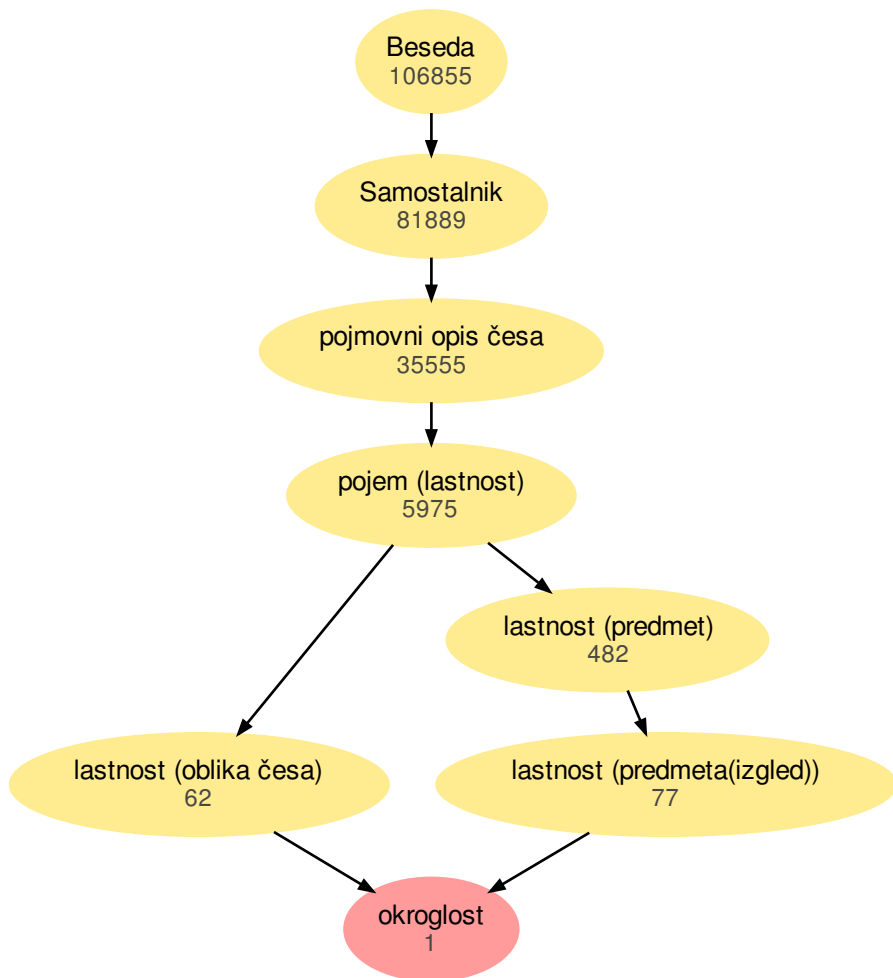 Beseda
106855
Samostalnik
81889
pojmovni opis česa
35555
pojem (lastnost)
5975
lastnost (predmet)
482
lastnost (oblika česa)
62
lastnost (predmeta(izgled))
77
okroglost
1